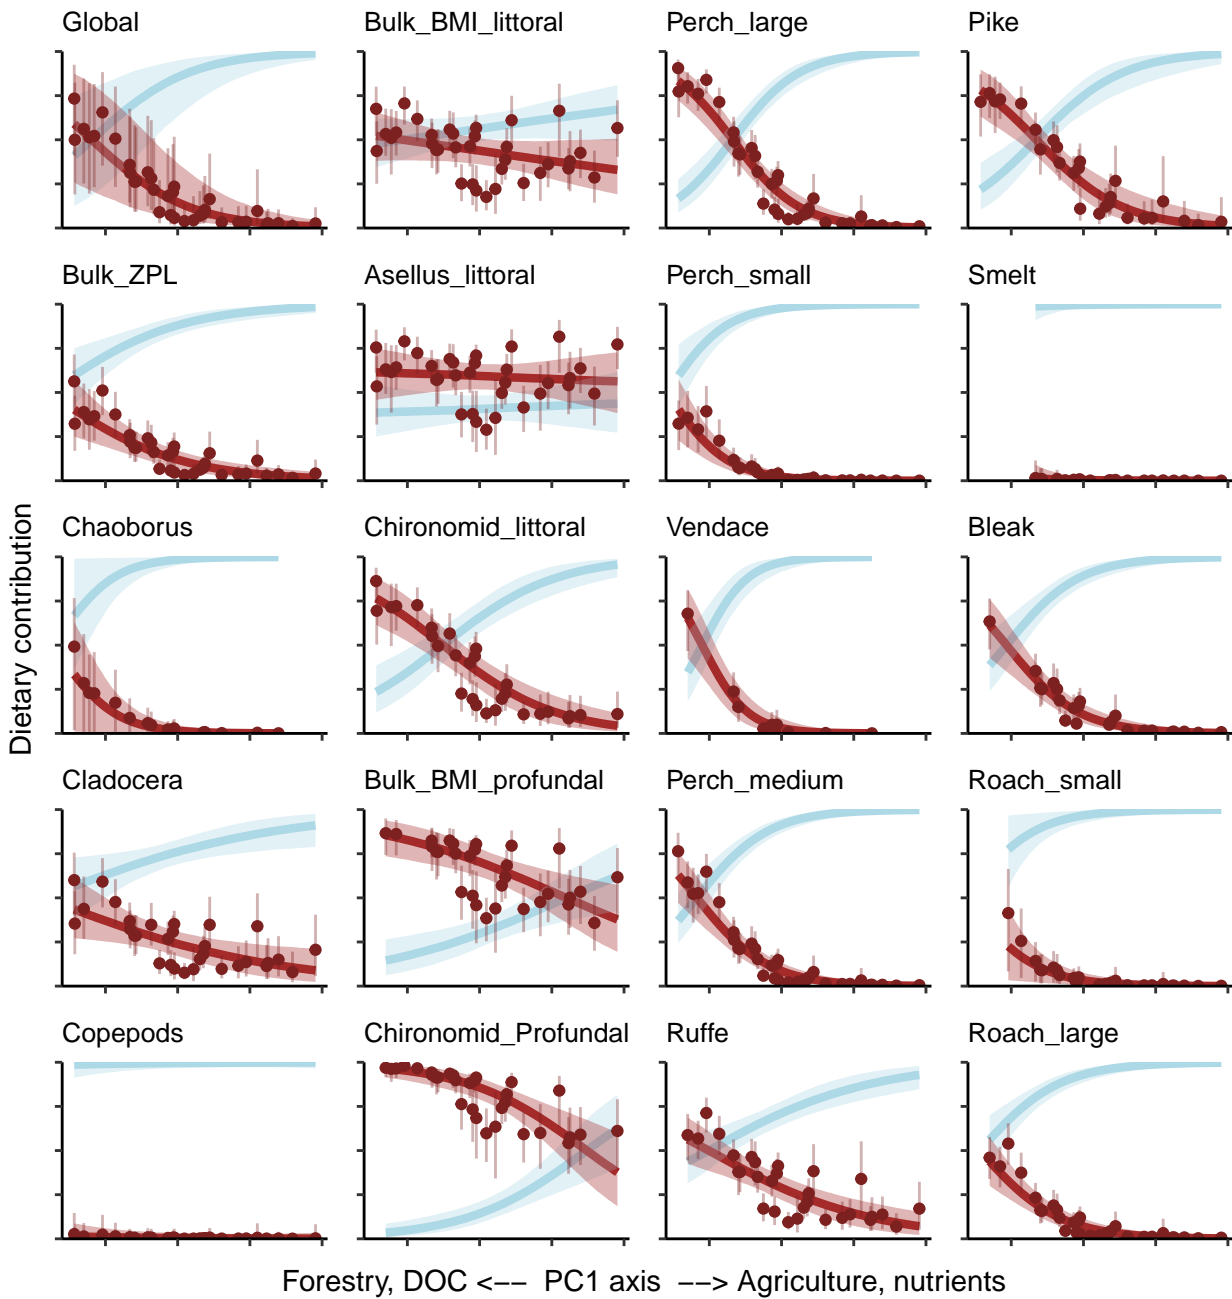 Global
Bulk_BMI_littoral
Perch_large
Pike
Bulk_ZPL
Asellus_littoral
Perch_small
Smelt
Chaoborus
Chironomid_littoral
Vendace
Bleak
Cladocera
Bulk_BMI_profundal
Perch_medium
Roach_small
Copepods
Chironomid_Profundal
Ruffe
Roach_large
Dietary contribution
Forestry, DOC <−− PC1 axis −−> Agriculture, nutrients